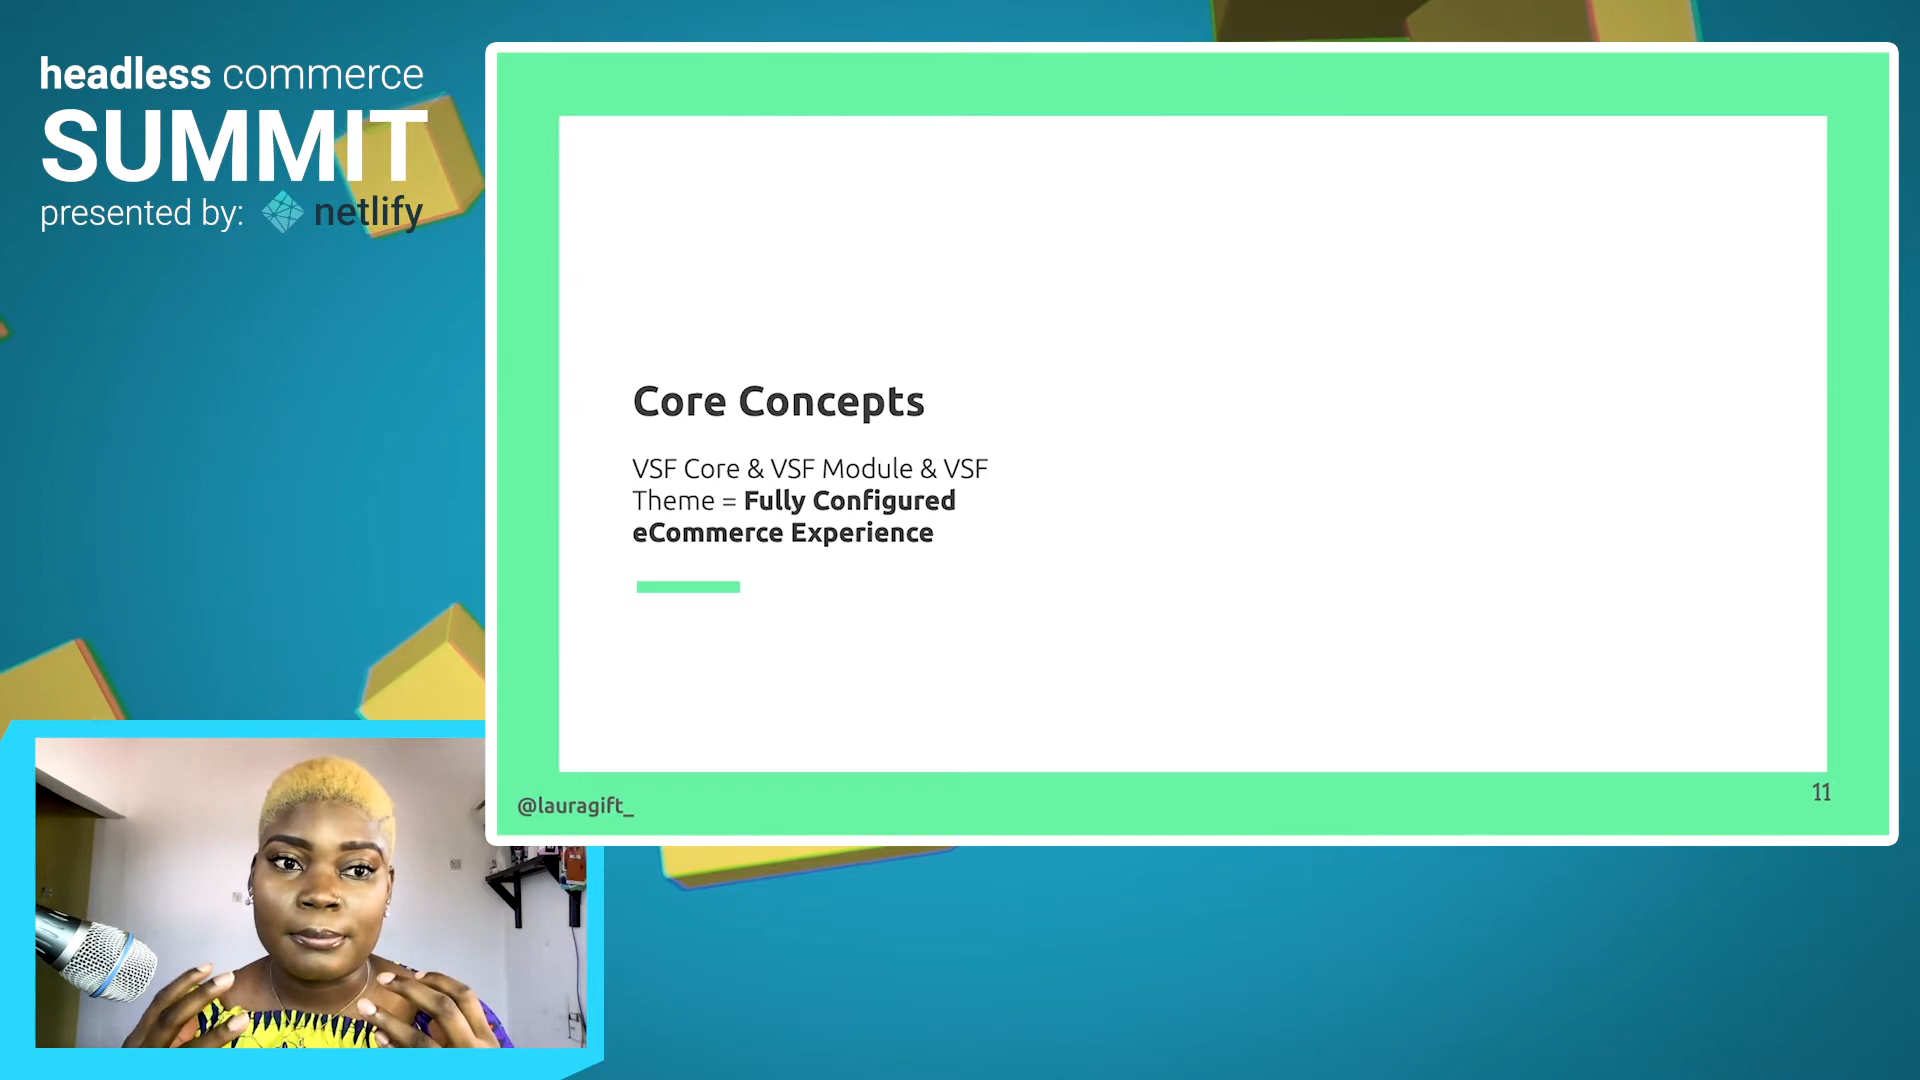 headless commerce
SUMMIT
presented by: netlify
Core Concepts
VSF Core & VSF Module & VSF
Theme = Fully Configured
eCommerce Experience
@lauragift_
11